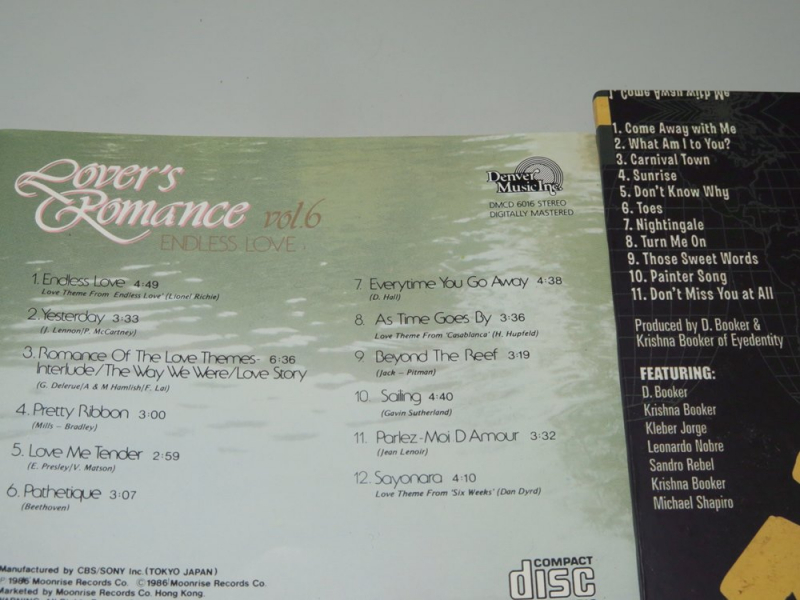 Lover's
Romance vol.6
ENDLESS LOVE
Denver
Music Inc.
DMCD 6016 STEREO
DIGITALLY MASTERED
1. Endless Love 4:49
Love Theme From 'Endless Love' (Lionel Richie)
2. Yesterday 3:33
(J. Lennon/P. McCartney)
3. Romance Of The Love Themes- 6:36
Interlude/The Way We Were/Love Story
(G. Delerue/A & M Hamlish/F. Lai)
4. Pretty Ribbon 3:00
(Mills – Bradley)
5. Love Me Tender 2:59
(E. Presley/V. Matson)
6. Pathetique 3:07
(Beethoven)
7. Everytime You Go Away 4:38
(D. Hall)
8. As Time Goes By 3:36
Love Theme From 'Casablanca' (H. Hupfeld)
9. Beyond The Reef 3:19
(Jack – Pitman)
10. Sailing 4:40
(Gavin Sutherland)
11. Parlez-Moi D Amour 3:32
(Jean Lenoir)
12. Sayonara 4:10
Love Theme From 'Six Weeks' (Dan Dyrd)
Manufactured by CBS/SONY Inc. (TOKYO JAPAN)
℗ 1986 Moonrise Records Co. © 1986 Moonrise Records Co.
Marketed by Moonrise Records Co. Hong Kong.
COMPACT
disc
1. Come Away with Me
2. What Am I to You?
3. Carnival Town
4. Sunrise
5. Don't Know Why
6. Toes
7. Nightingale
8. Turn Me On
9. Those Sweet Words
10. Painter Song
11. Don't Miss You at All
Produced by D. Booker &
Krishna Booker of Eyedentity
FEATURING:
D. Booker
Krishna Booker
Kleber Jorge
Leonardo Nobre
Sandro Rebel
Krishna Booker
Michael Shapiro